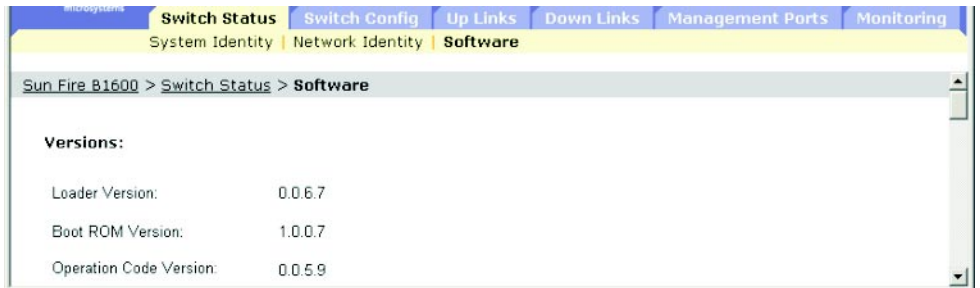 Microsystems
Switch Status Switch Config Up Links Down Links Management Ports Monitoring
System Identity | Network Identity | Software
Sun Fire B1600 > Switch Status > Software
Versions:
Loader Version: 0.0.6.7
Boot ROM Version: 1.0.0.7
Operation Code Version: 0.0.5.9